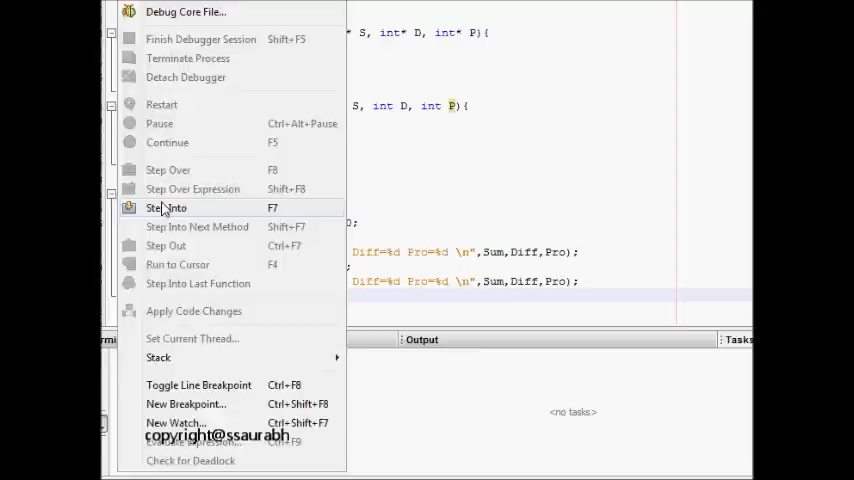 Debug Core File...
* S, int* D, int* P){
Finish Debugger Session Shift+F5
Terminate Process
Detach Debugger
Restart
S, int D, int P){
Pause Ctrl+Alt+Pause
Continue F5
Step Over F8
Step Over Expression Shift+F8
Step Into F7
0;
Step Into Next Method Shift+F7
Step Out Ctrl+F7
Diff=%d Pro=%d \n",Sum,Diff,Pro);
Run to Cursor F4
;
Step Into Last Function
Diff=%d Pro=%d \n",Sum,Diff,Pro);
Apply Code Changes
Set Current Thread...
Output
Tasks
Stack
Toggle Line Breakpoint Ctrl+F8
New Breakpoint... Ctrl+Shift+F8
<no tasks>
New Watch... Ctrl+Shift+F7
copyright@ssaurabh
Ctrl+F9
Check for Deadlock